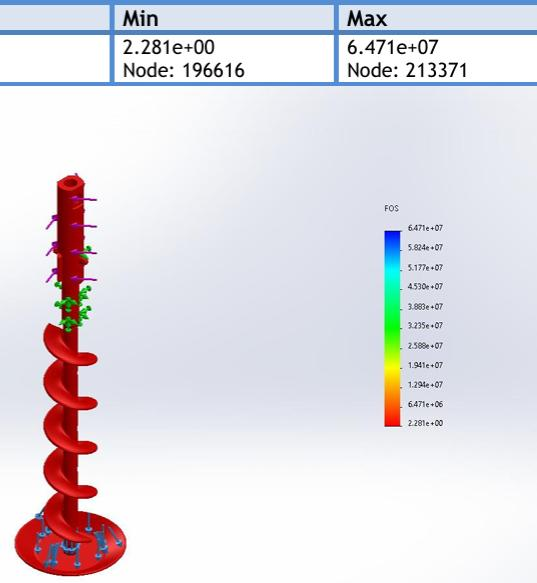 Min Max
2.281e+00 6.471e+07
Node: 196616 Node: 213371
FOS
6.471e+07
5.824e+07
5.177e+07
4.530e+07
3.883e+07
3.235e+07
2.588e+07
1.941e+07
1.294e+07
6.471e+06
2.281e+00